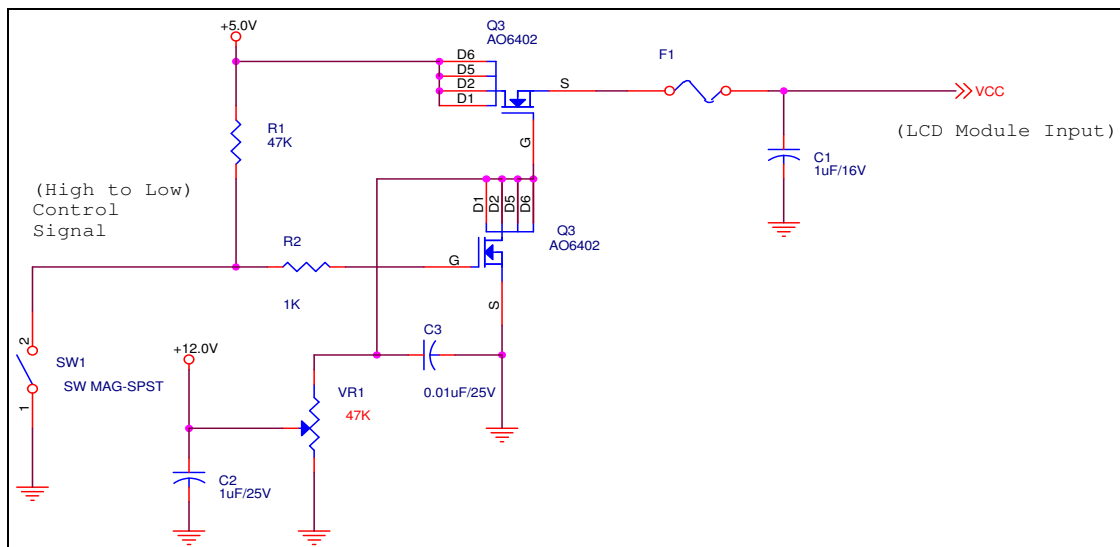 +5.0V
Q3
AO6402
D6
D5
D2
D1
S
G
F1
VCC
(LCD Module Input)
R1
47K
C1
1uF/16V
(High to Low)
Control
Signal
D1
D2
D5
D6
Q3
AO6402
R2
1K
G
S
2
1
SW1
SW MAG-SPST
+12.0V
C3
0.01uF/25V
VR1
47K
C2
1uF/25V